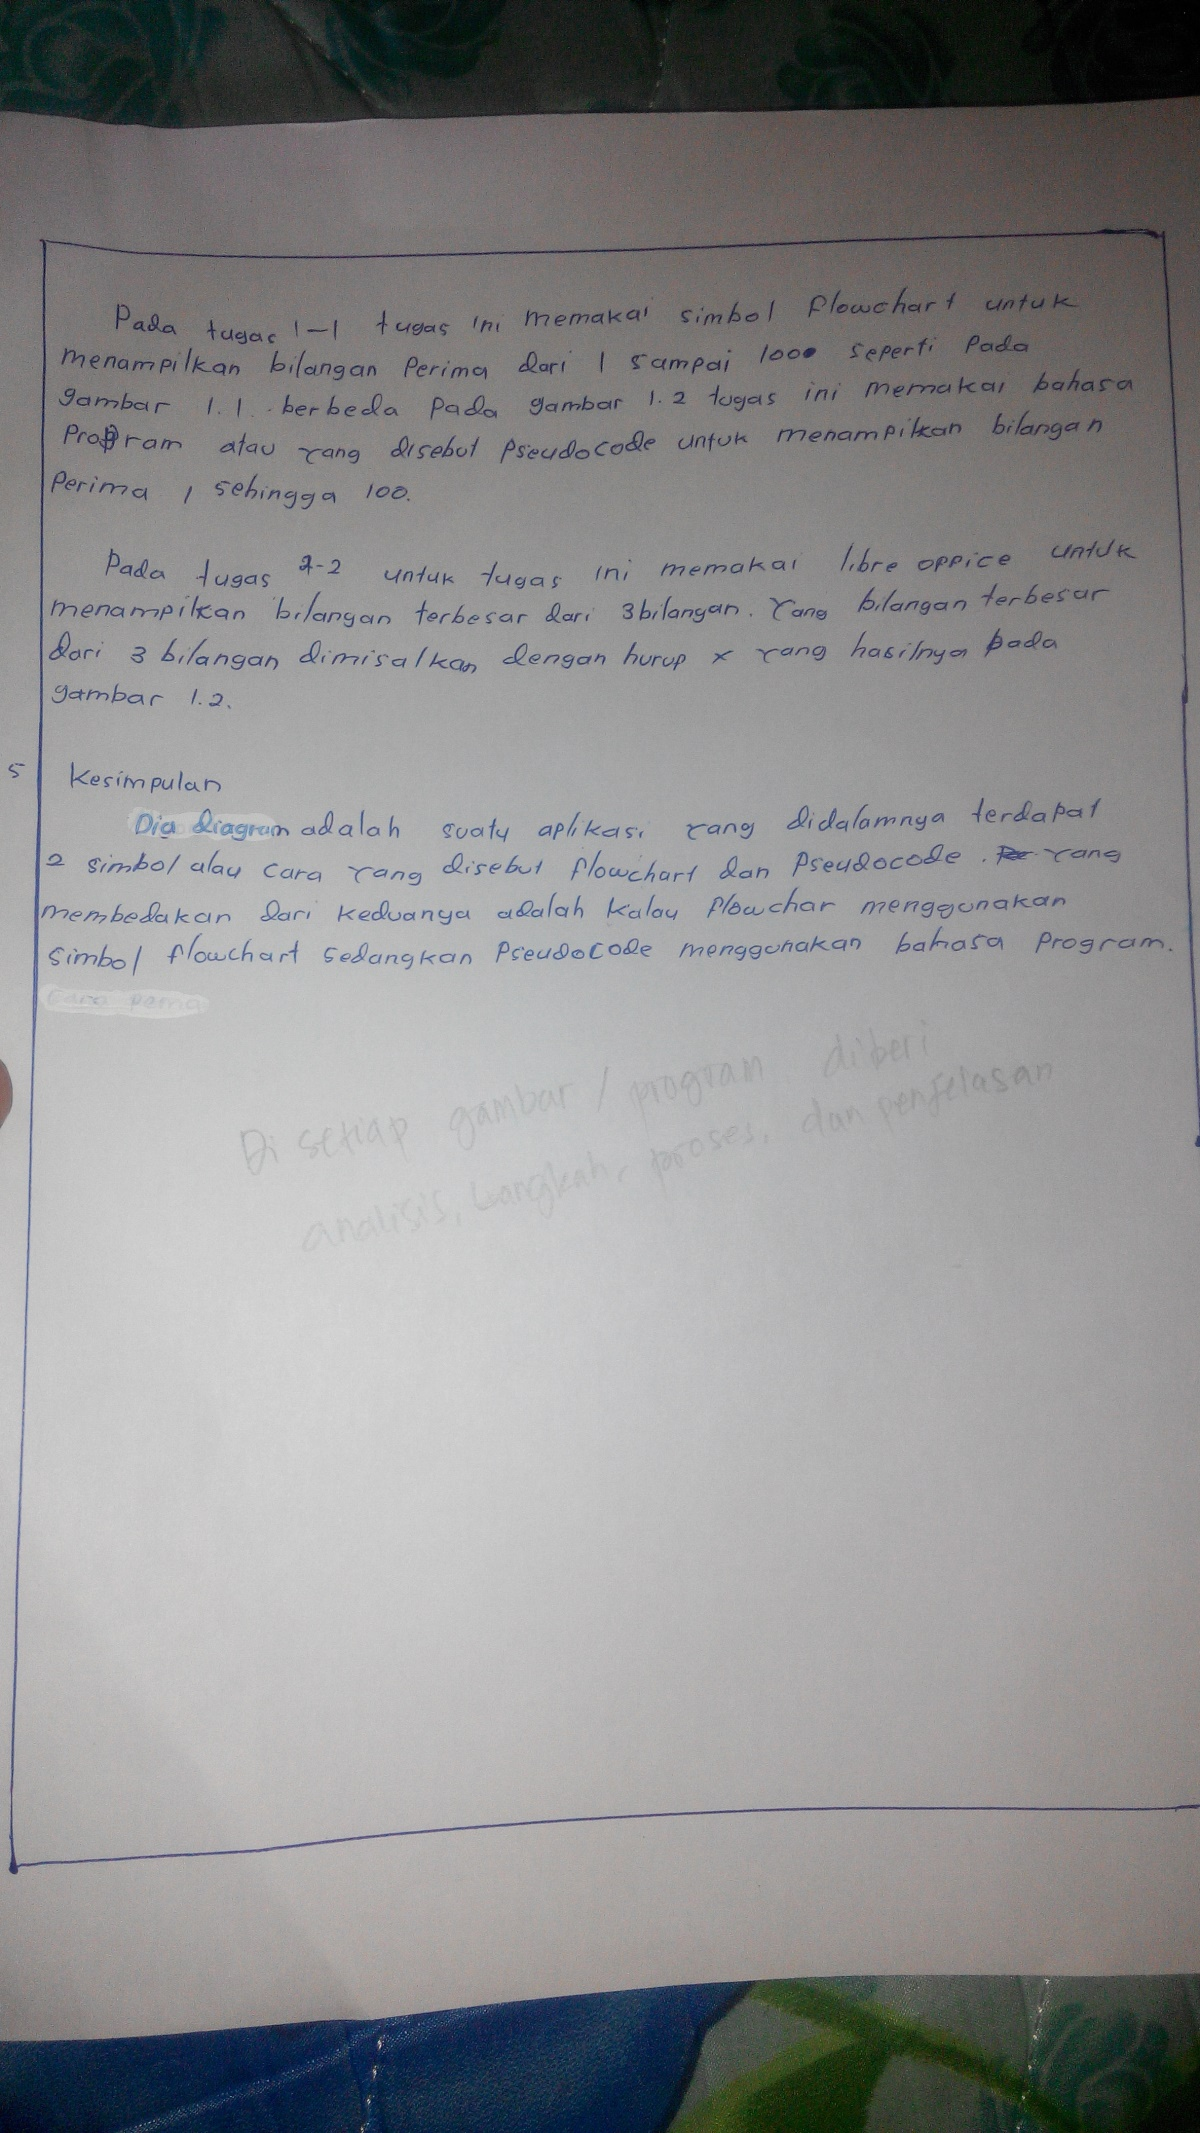 Pada tugas 1-1 tugas ini memakai simbol flowchart untuk
menampilkan bilangan Perima dari 1 sampai 1000 seperti Pada
gambar 1.1. berbeda Pada gambar 1.2 tugas ini memakai bahasa
Program atau yang disebut Pseudocode untuk menampilkan bilangan
Perima 1 sehingga 100.
Pada tugas 2-2 untuk tugas ini memakai libre oppice untuk
menampilkan bilangan terbesar dari 3 bilangan. Yang bilangan terbesar
dari 3 bilangan dimisalkan dengan hurup x yang hasilnya pada
gambar 1.2.
5 Kesimpulan
Dia diagram adalah suatu aplikasi yang didalamnya terdapat
2 simbol atau cara yang disebut flowchart dan Pseudocode. yang
membedakan dari keduanya adalah kalau flowchar menggunakan
simbol flowchart sedangkan Pseudocode menggunakan bahasa Program.
Di setiap gambar / program diberi
analisis, Langkah, proses, dan penjelasan